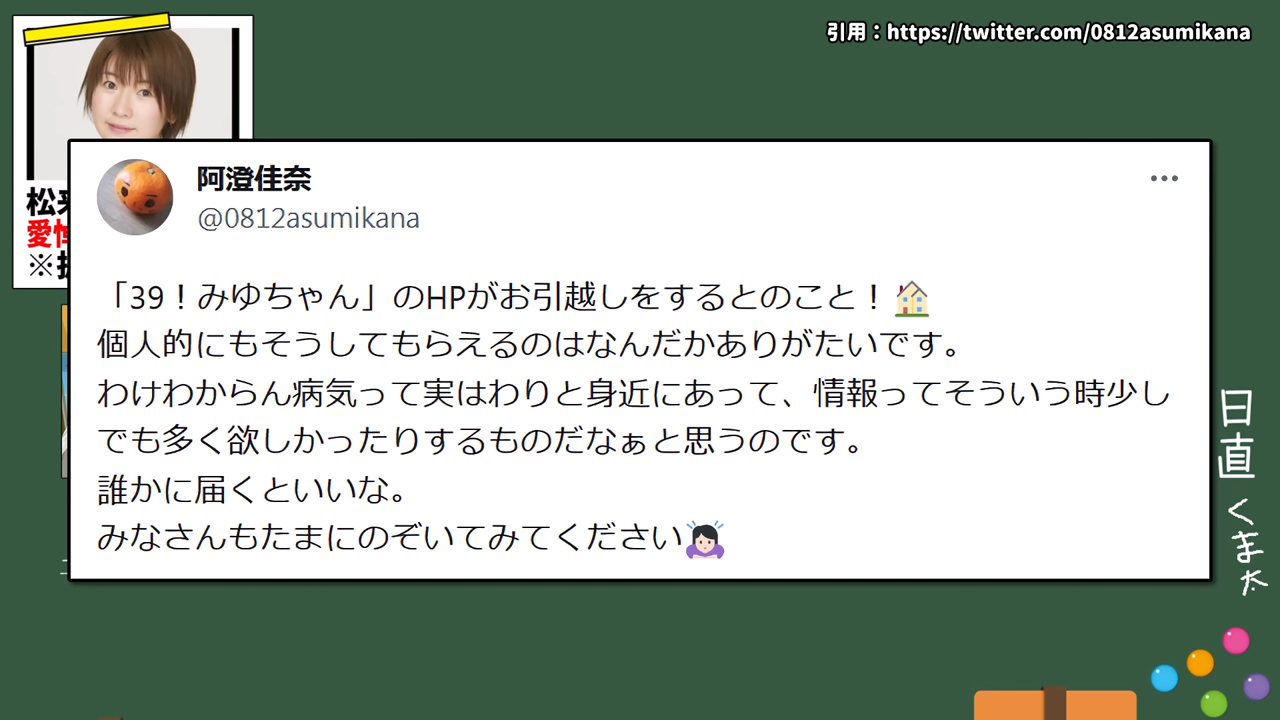 引用：https://twitter.com/0812asumikana
松来
愛悼
※
阿澄佳奈
@0812asumikana
「39！みゆちゃん」のHPがお引越しをするとのこと！🏠
個人的にもそうしてもらえるのはなんだかありがたいです。
わけわからん病気って実はわりと身近にあって、情報ってそういう時少し
でも多く欲しかったりするものだなぁと思うのです。
誰かに届くといいな。
みなさんもたまにのぞいてみてください🙇🏻‍♀️
日直
くま太